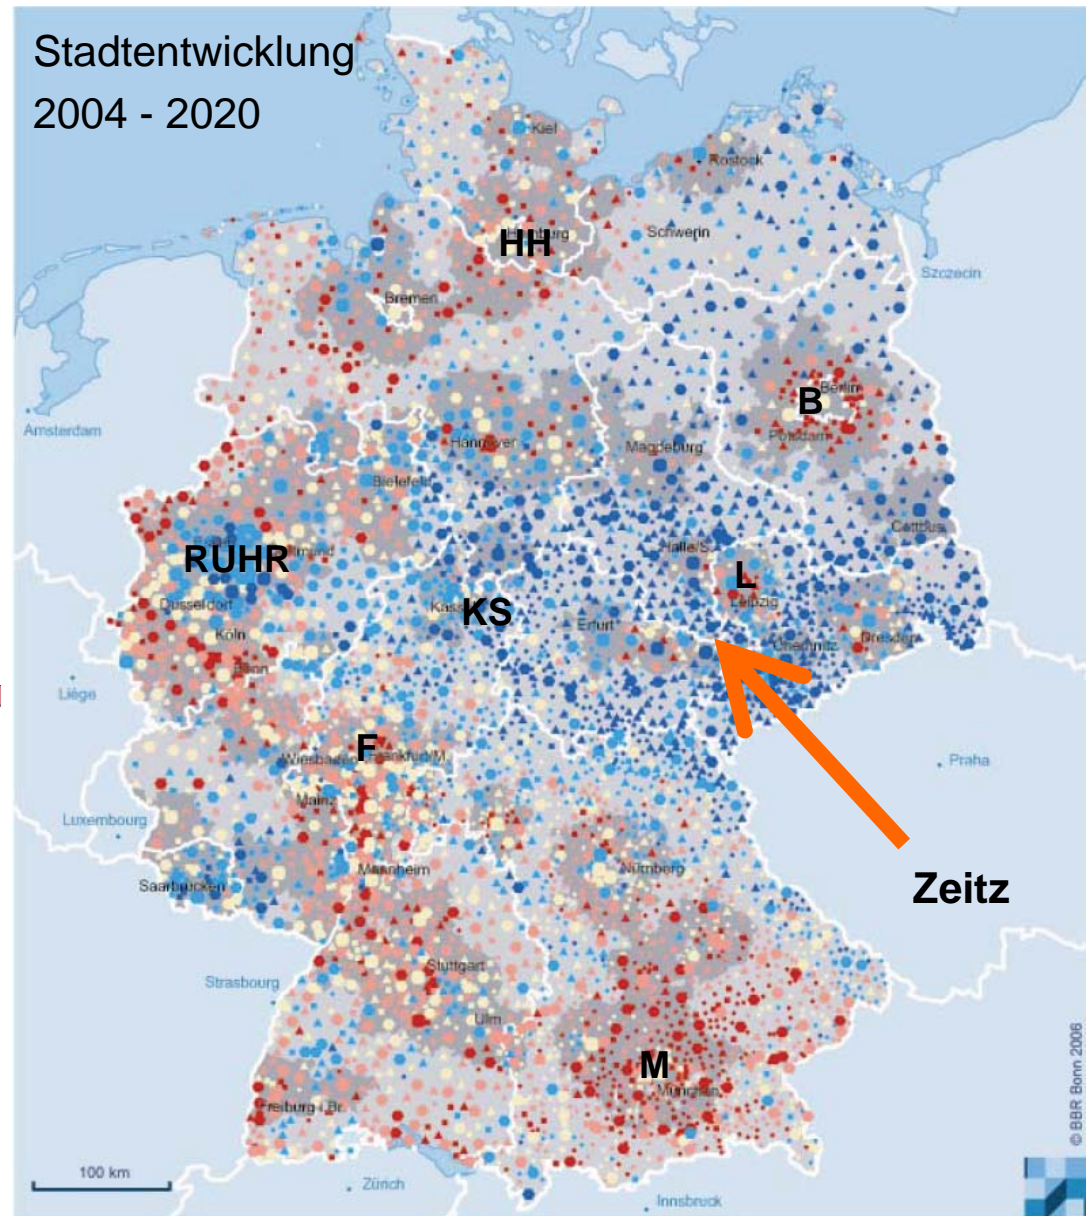 Stadtentwicklung
2004 - 2020
Kiel
Rostock
HH
Schwerin
Szczecin
Bremen
B
Berlin
Potsdam
Amsterdam
Hannover
Magdeburg
Bielefeld
Cottbus
RUHR
Halle/S.
L
Leipzig
Düsseldorf
KS
Erfurt
Köln
Chemnitz
Dresden
Bonn
Liège
F
Wiesbaden
Frankfurt/M.
Praha
Mainz
Luxembourg
Mannheim
Nürnberg
Saarbrücken
Zeitz
Stuttgart
Strasbourg
Ulm
M
München
Freiburg i.Br.
100 km
Zürich
Innsbruck
© BBR Bonn 2006